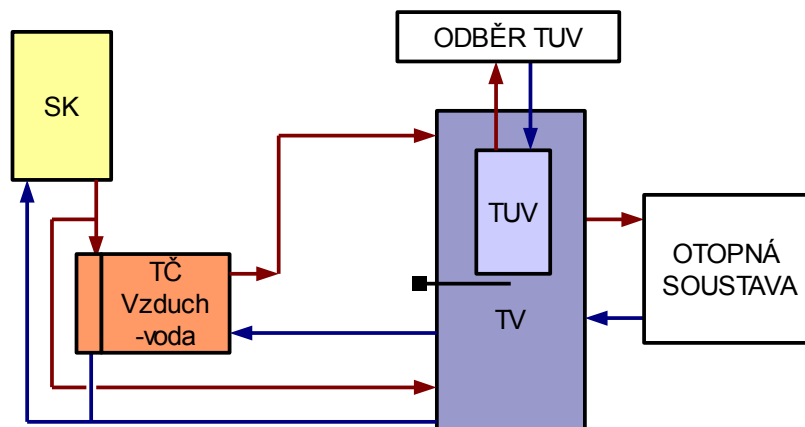 ODBĚR TUV
SK
TUV
TČ
Vzduch
-voda
OTOPNÁ
SOUSTAVA
TV